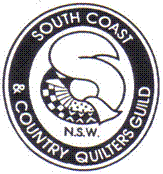 SOUTH COAST
& COUNTRY QUILTERS GUILD
N.S.W.